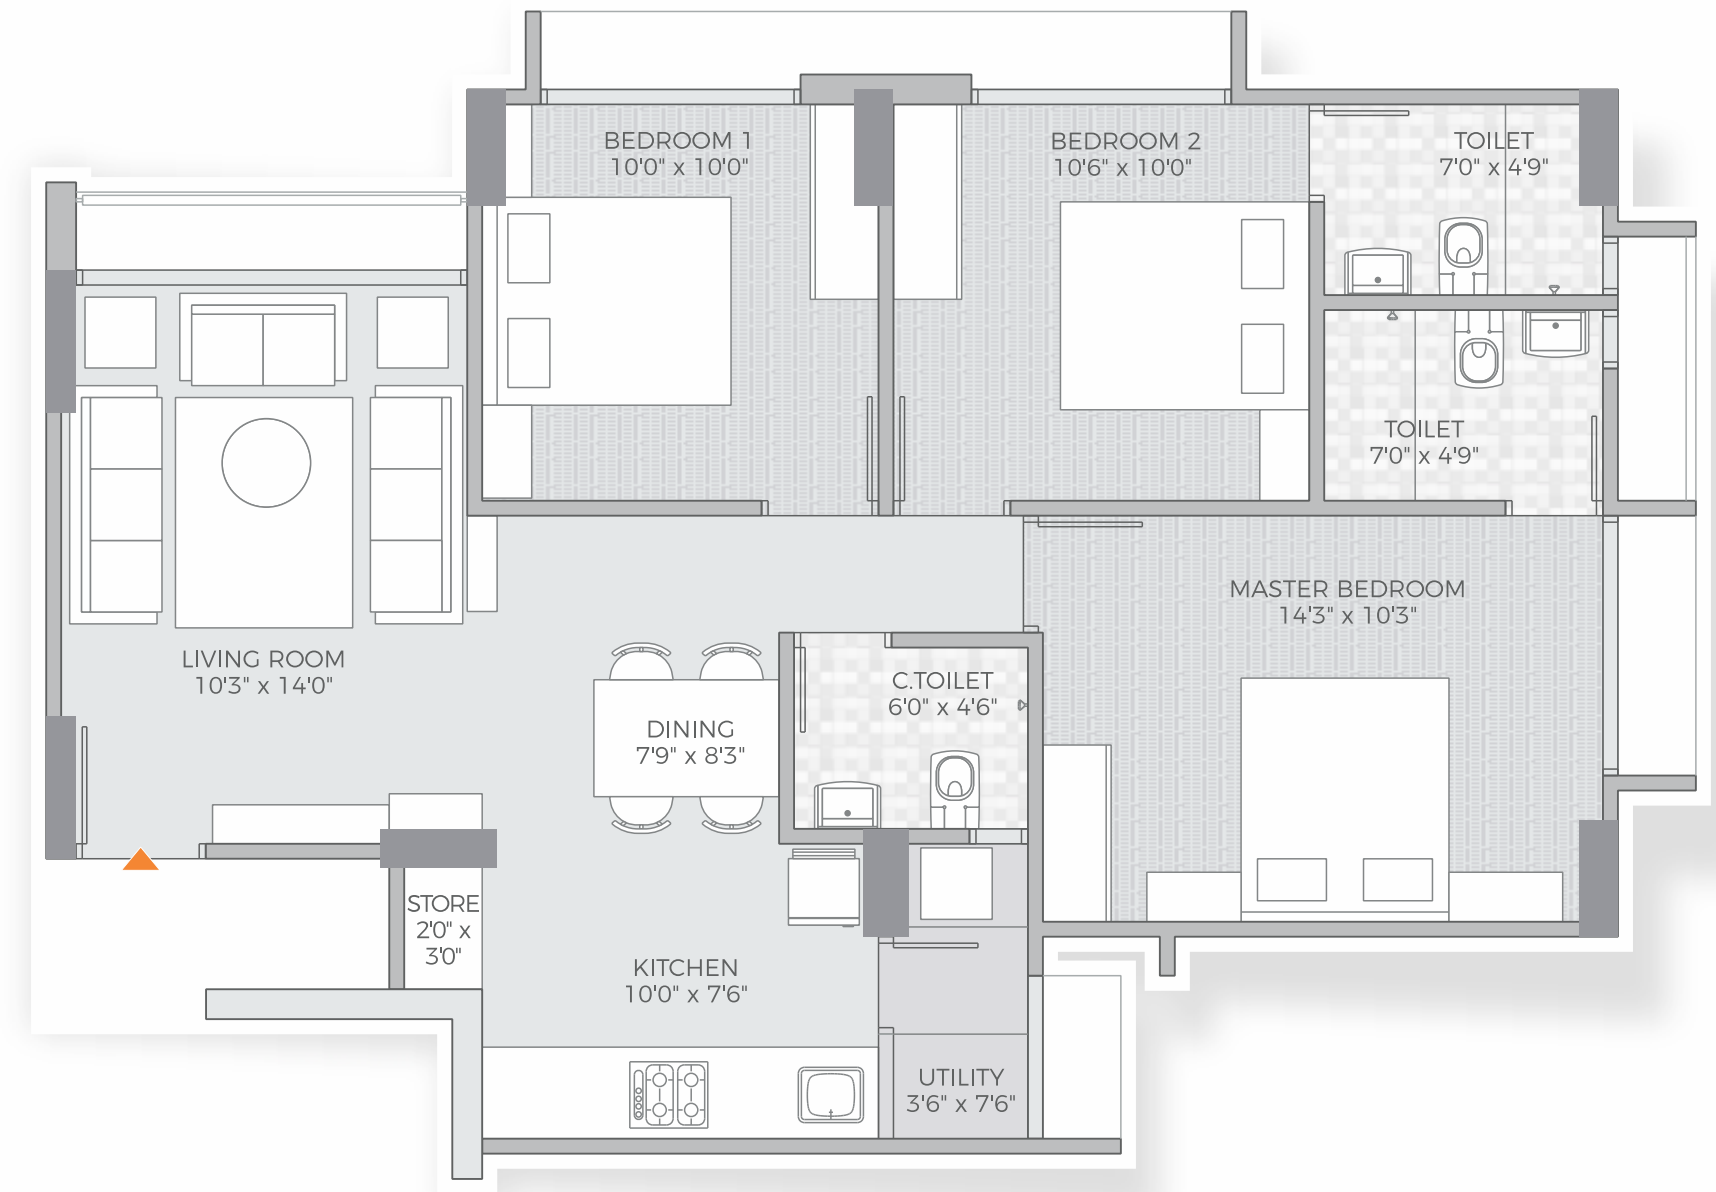 BEDROOM 1
10'0" x 10'0"
BEDROOM 2
10'6" x 10'0"
TOILET
7'0" x 4'9"
TOILET
7'0" x 4'9"
MASTER BEDROOM
14'3" x 10'3"
LIVING ROOM
10'3" x 14'0"
C.TOILET
6'0" x 4'6"
DINING
7'9" x 8'3"
STORE
2'0" x
3'0"
KITCHEN
10'0" x 7'6"
UTILITY
3'6" x 7'6"